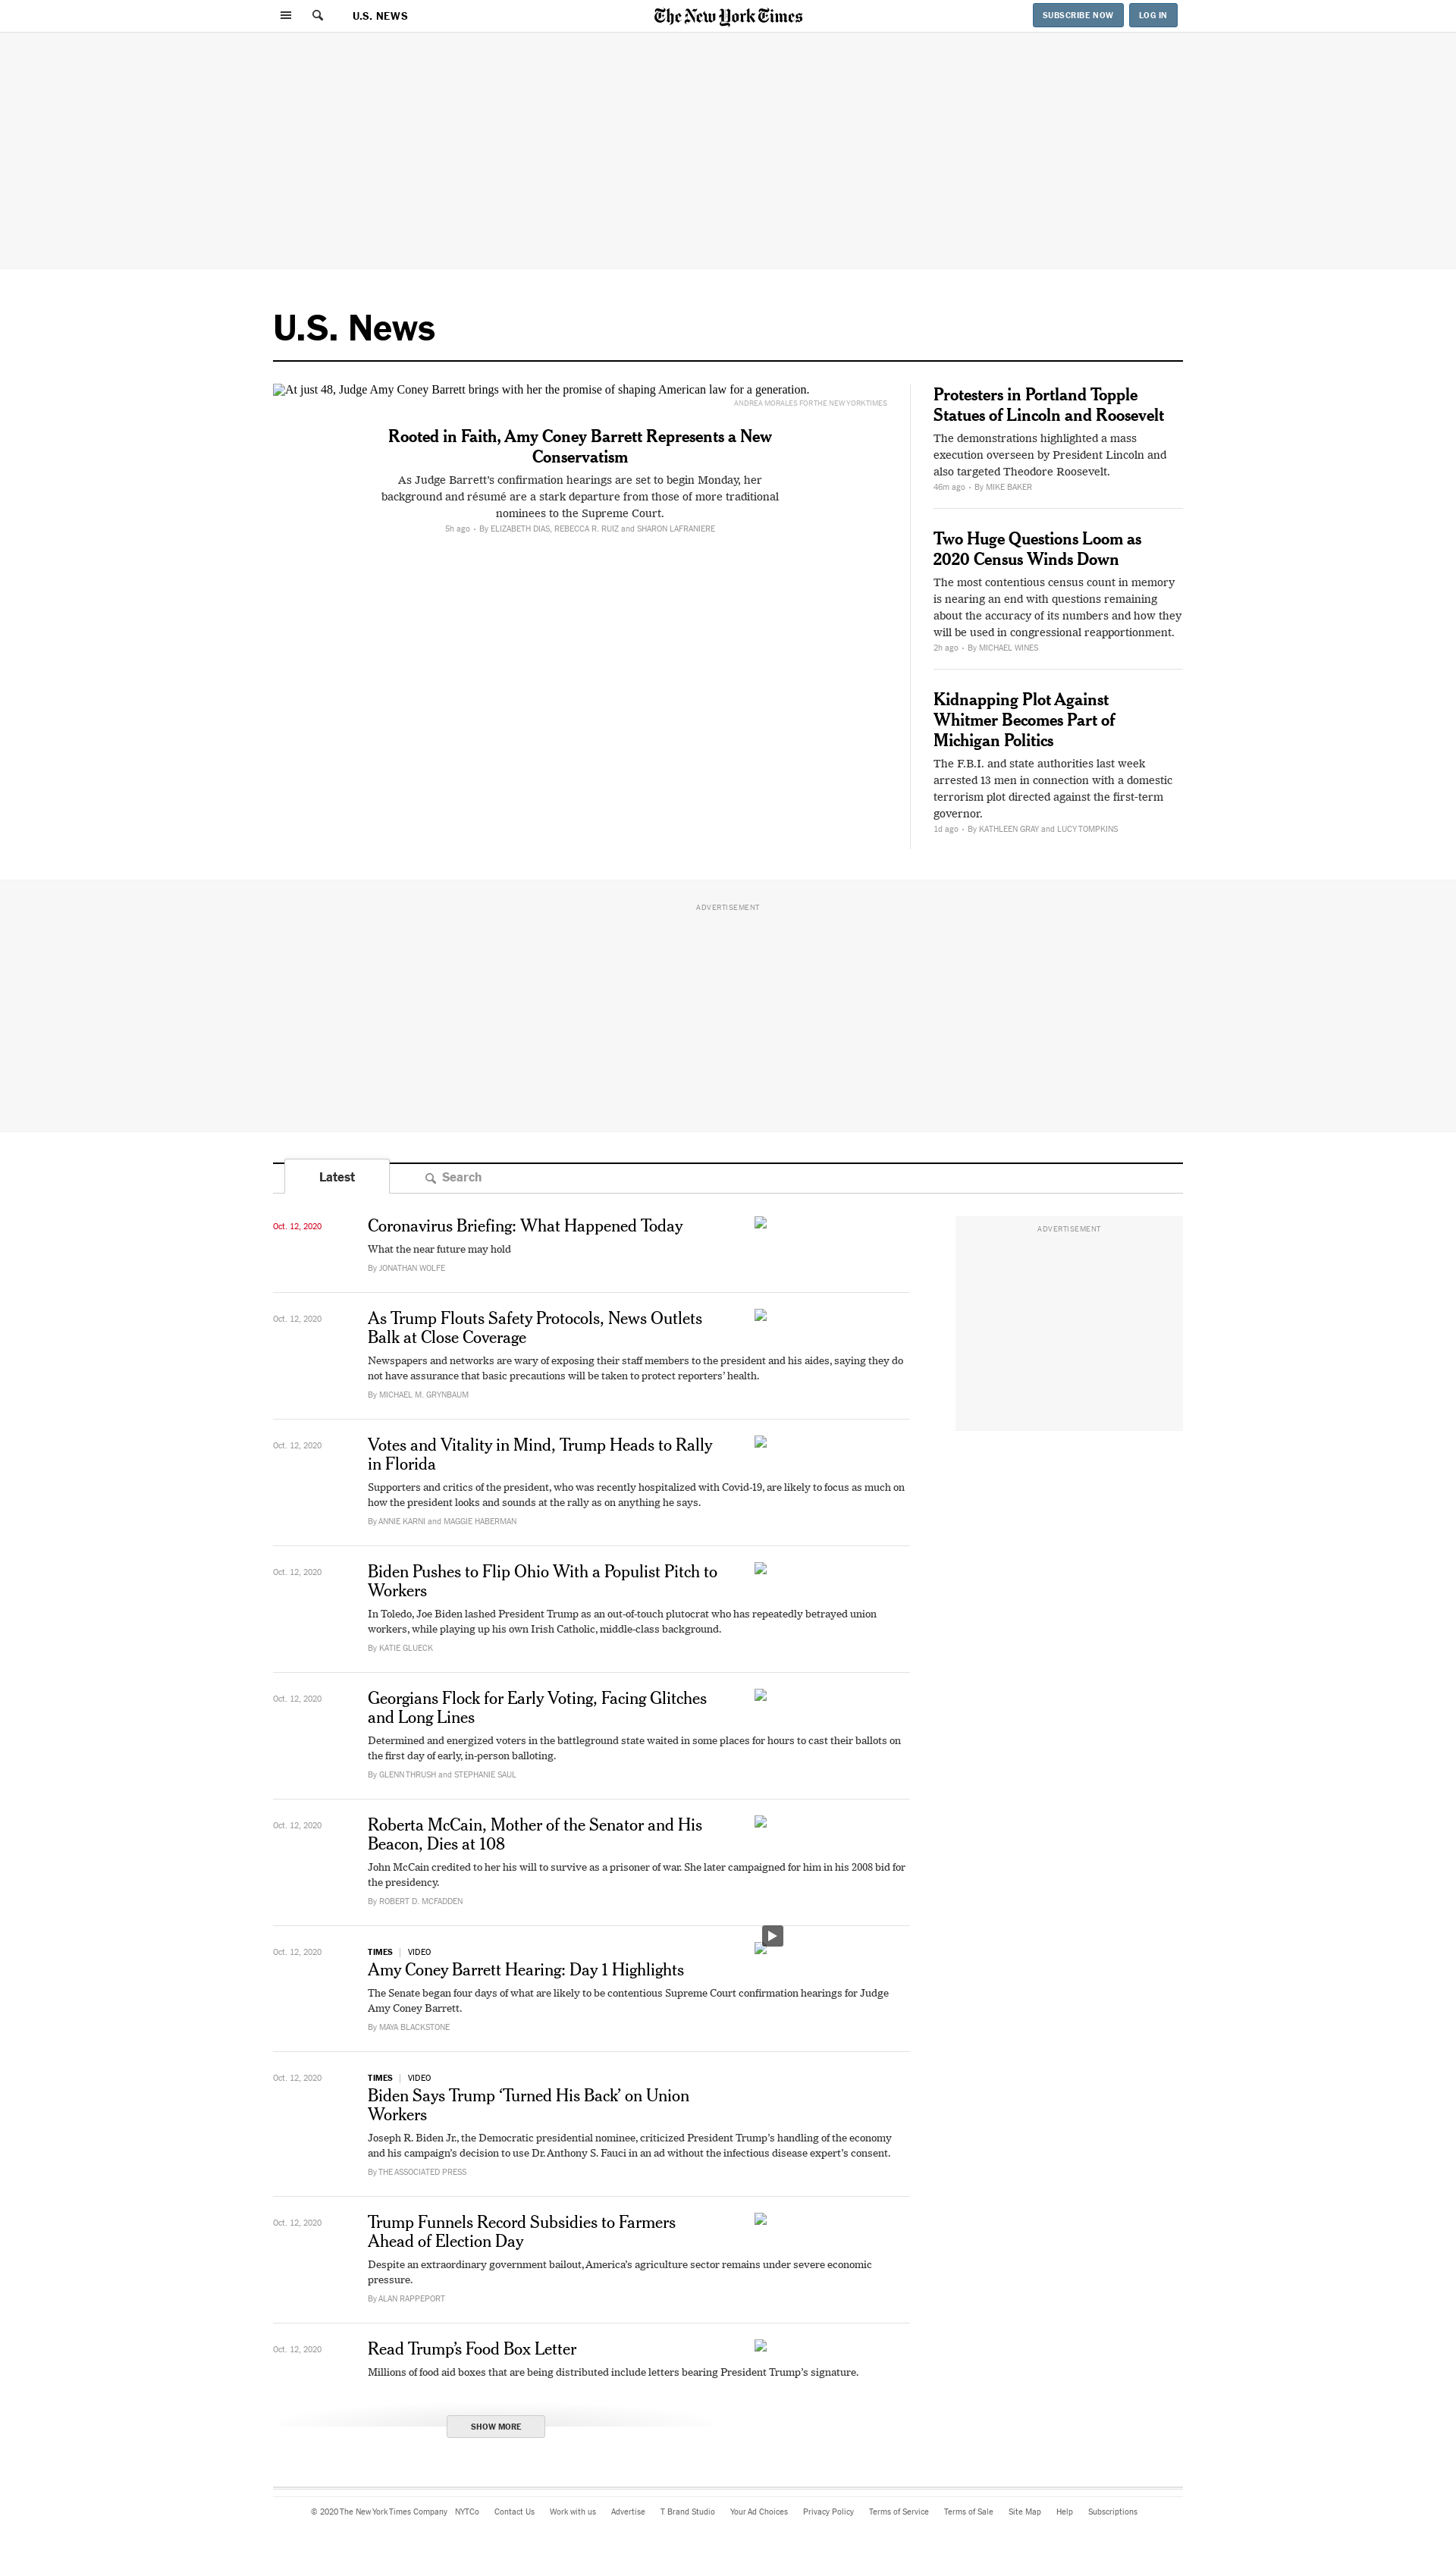 U.S. NEWS
The New York Times
SUBSCRIBE NOW
LOG IN
U.S. News
At just 48, Judge Amy Coney Barrett brings with her the promise of shaping American law for a generation.
ANDREA MORALES FOR THE NEW YORK TIMES
Rooted in Faith, Amy Coney Barrett Represents a New
Conservatism
As Judge Barrett’s confirmation hearings are set to begin Monday, her
background and résumé are a stark departure from those of more traditional
nominees to the Supreme Court.
5h ago • By ELIZABETH DIAS, REBECCA R. RUIZ and SHARON LAFRANIERE
Protesters in Portland Topple
Statues of Lincoln and Roosevelt
The demonstrations highlighted a mass
execution overseen by President Lincoln and
also targeted Theodore Roosevelt.
46m ago • By MIKE BAKER
Two Huge Questions Loom as
2020 Census Winds Down
The most contentious census count in memory
is nearing an end with questions remaining
about the accuracy of its numbers and how they
will be used in congressional reapportionment.
2h ago • By MICHAEL WINES
Kidnapping Plot Against
Whitmer Becomes Part of
Michigan Politics
The F.B.I. and state authorities last week
arrested 13 men in connection with a domestic
terrorism plot directed against the first-term
governor.
1d ago • By KATHLEEN GRAY and LUCY TOMPKINS
ADVERTISEMENT
Latest
Search
Oct. 12, 2020
Coronavirus Briefing: What Happened Today
What the near future may hold
By JONATHAN WOLFE
ADVERTISEMENT
Oct. 12, 2020
As Trump Flouts Safety Protocols, News Outlets
Balk at Close Coverage
Newspapers and networks are wary of exposing their staff members to the president and his aides, saying they do
not have assurance that basic precautions will be taken to protect reporters’ health.
By MICHAEL M. GRYNBAUM
Oct. 12, 2020
Votes and Vitality in Mind, Trump Heads to Rally
in Florida
Supporters and critics of the president, who was recently hospitalized with Covid-19, are likely to focus as much on
how the president looks and sounds at the rally as on anything he says.
By ANNIE KARNI and MAGGIE HABERMAN
Oct. 12, 2020
Biden Pushes to Flip Ohio With a Populist Pitch to
Workers
In Toledo, Joe Biden lashed President Trump as an out-of-touch plutocrat who has repeatedly betrayed union
workers, while playing up his own Irish Catholic, middle-class background.
By KATIE GLUECK
Oct. 12, 2020
Georgians Flock for Early Voting, Facing Glitches
and Long Lines
Determined and energized voters in the battleground state waited in some places for hours to cast their ballots on
the first day of early, in-person balloting.
By GLENN THRUSH and STEPHANIE SAUL
Oct. 12, 2020
Roberta McCain, Mother of the Senator and His
Beacon, Dies at 108
John McCain credited to her his will to survive as a prisoner of war. She later campaigned for him in his 2008 bid for
the presidency.
By ROBERT D. MCFADDEN
Oct. 12, 2020
TIMES | VIDEO
Amy Coney Barrett Hearing: Day 1 Highlights
The Senate began four days of what are likely to be contentious Supreme Court confirmation hearings for Judge
Amy Coney Barrett.
By MAYA BLACKSTONE
Oct. 12, 2020
TIMES | VIDEO
Biden Says Trump ‘Turned His Back’ on Union
Workers
Joseph R. Biden Jr., the Democratic presidential nominee, criticized President Trump’s handling of the economy
and his campaign’s decision to use Dr. Anthony S. Fauci in an ad without the infectious disease expert’s consent.
By THE ASSOCIATED PRESS
Oct. 12, 2020
Trump Funnels Record Subsidies to Farmers
Ahead of Election Day
Despite an extraordinary government bailout, America’s agriculture sector remains under severe economic
pressure.
By ALAN RAPPEPORT
Oct. 12, 2020
Read Trump’s Food Box Letter
Millions of food aid boxes that are being distributed include letters bearing President Trump’s signature.
SHOW MORE
© 2020 The New York Times Company NYTCo Contact Us Work with us Advertise T Brand Studio Your Ad Choices Privacy Policy Terms of Service Terms of Sale Site Map Help Subscriptions